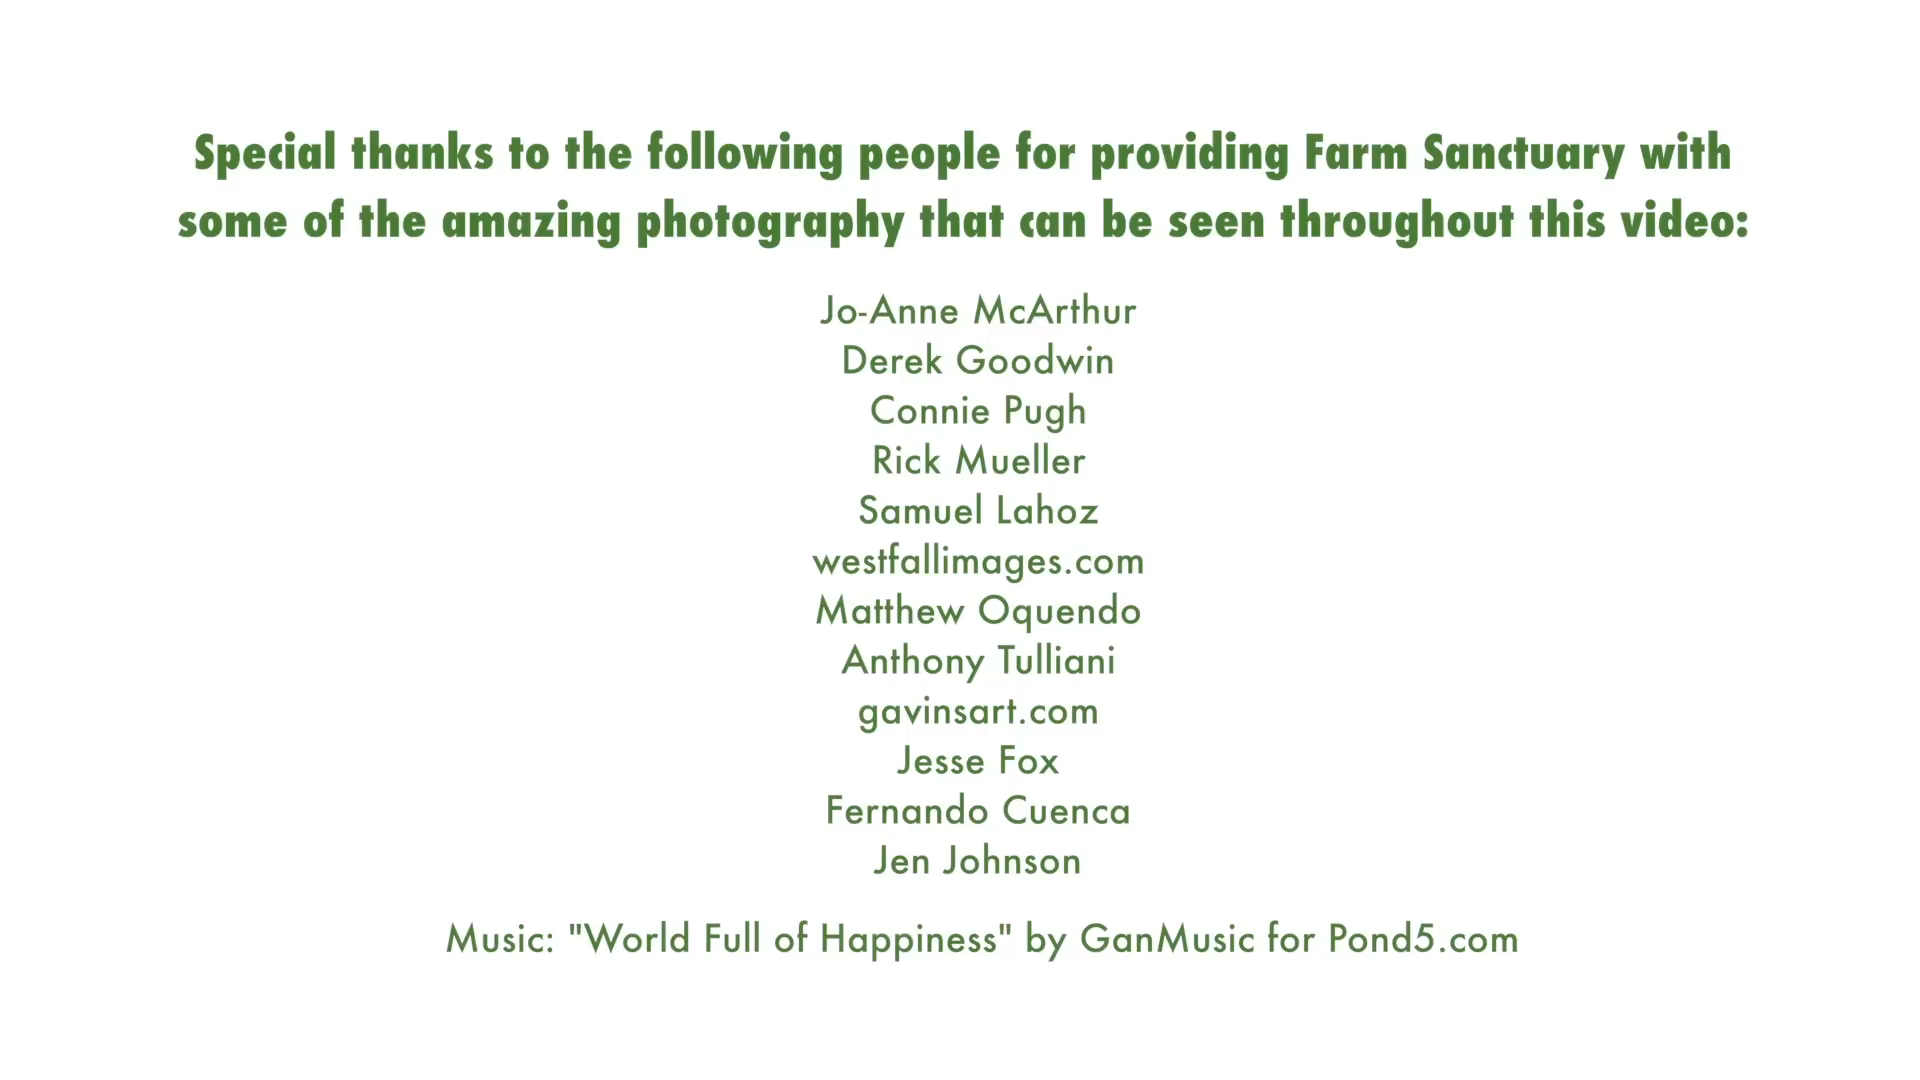 Special thanks to the following people for providing Farm Sanctuary with
some of the amazing photography that can be seen throughout this video:
Jo-Anne McArthur
Derek Goodwin
Connie Pugh
Rick Mueller
Samuel Lahoz
westfallimages.com
Matthew Oquendo
Anthony Tulliani
gavinsart.com
Jesse Fox
Fernando Cuenca
Jen Johnson
Music: "World Full of Happiness" by GanMusic for Pond5.com